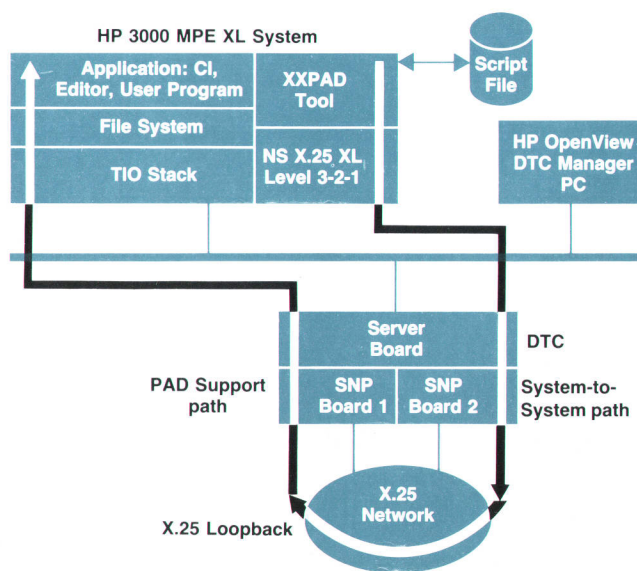 HP 3000 MPE XL System
Application: CI,
Editor, User Program
File System
TIO Stack
XXPAD
Tool
NS X.25 XL
Level 3-2-1
Script
File
HP OpenView
DTC Manager
PC
Server
Board
DTC
PAD Support
path
SNP
Board 1
SNP
Board 2
System-to-
System path
X.25
Network
X.25 Loopback